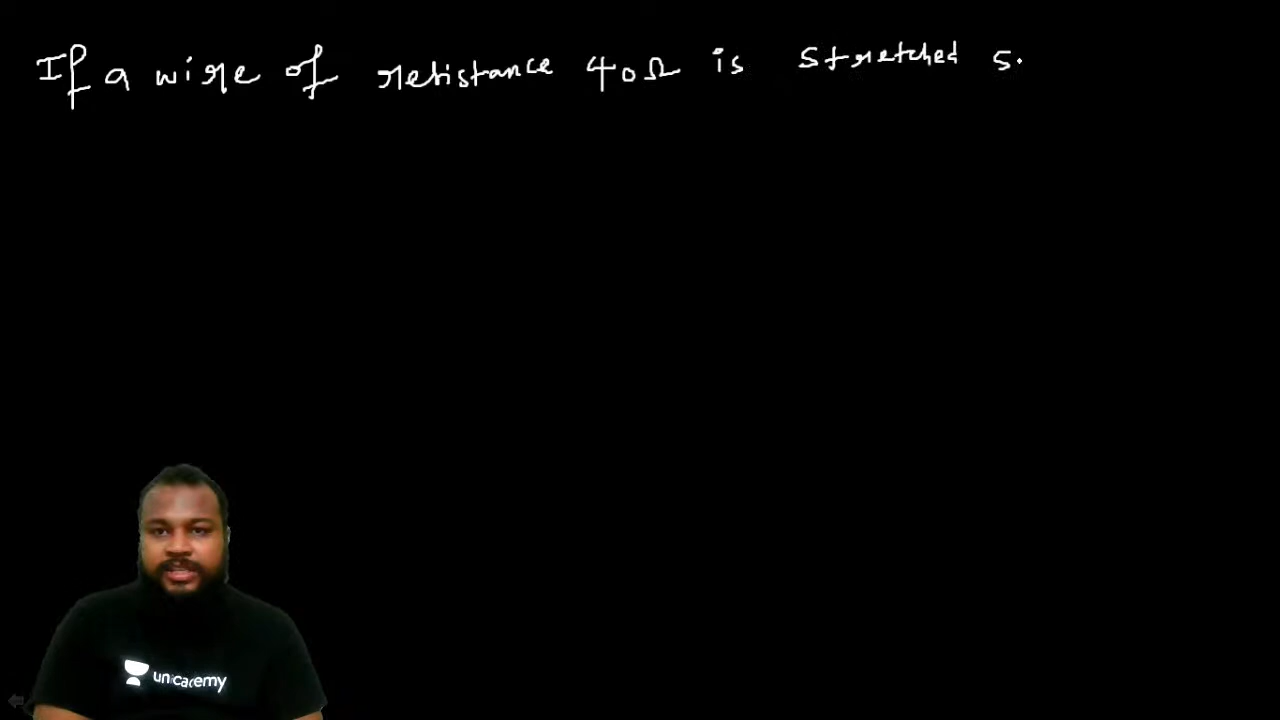 If a wire of resistance 40Ω is stretched 5.
unacademy